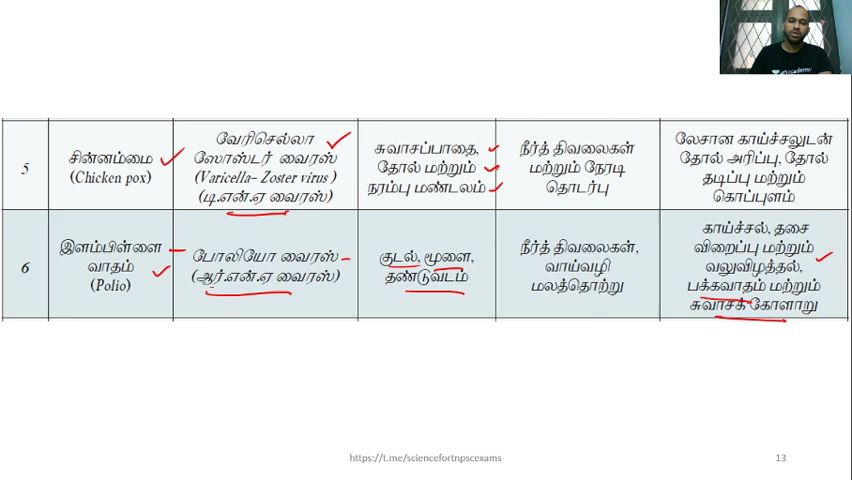 5
சின்னம்மை
(Chicken pox)
வேரிசெல்லா
ஸோஸ்டர் வைரஸ்
(Varicella– Zoster virus)
(டி.என்.ஏ வைரஸ்)
சுவாசப்பாதை,
தோல் மற்றும்
நரம்பு மண்டலம்
நீர்த் திவலைகள்
மற்றும் நேரடி
தொடர்பு
லேசான காய்ச்சலுடன்
தோல் அரிப்பு, தோல்
தடிப்பு மற்றும்
கொப்புளம்
6
இளம்பிள்ளை
வாதம்
(Polio)
போலியோ வைரஸ்
(ஆர்.என்.ஏ வைரஸ்)
குடல், மூளை,
தண்டுவடம்
நீர்த் திவலைகள்,
வாய்வழி
மலத்தொற்று
காய்ச்சல், தசை
விறைப்பு மற்றும்
வலுவிழத்தல்,
பக்கவாதம் மற்றும்
சுவாசக் கோளாறு
https://t.me/sciencefortnpscexams
13